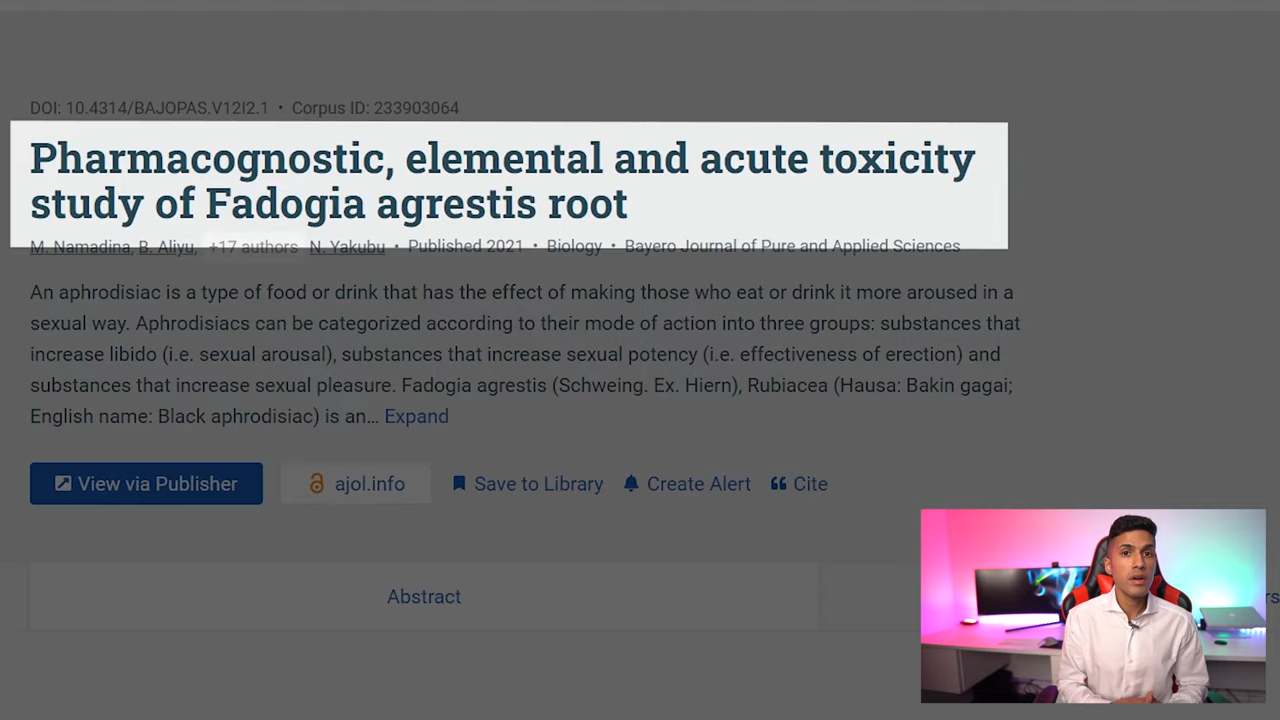 DOI: 10.4314/BAJOPAS.V12I2.1 • Corpus ID: 233903064
Pharmacognostic, elemental and acute toxicity
study of Fadogia agrestis root
M. Namadina, B. Aliyu, +17 authors N. Yakubu • Published 2021 • Biology • Bayero Journal of Pure and Applied Sciences
An aphrodisiac is a type of food or drink that has the effect of making those who eat or drink it more aroused in a
sexual way. Aphrodisiacs can be categorized according to their mode of action into three groups: substances that
increase libido (i.e. sexual arousal), substances that increase sexual potency (i.e. effectiveness of erection) and
substances that increase sexual pleasure. Fadogia agrestis (Schweing. Ex. Hiern), Rubiacea (Hausa: Bakin gagai;
English name: Black aphrodisiac) is an... Expand
View via Publisher ajol.info Save to Library Create Alert Cite
Abstract